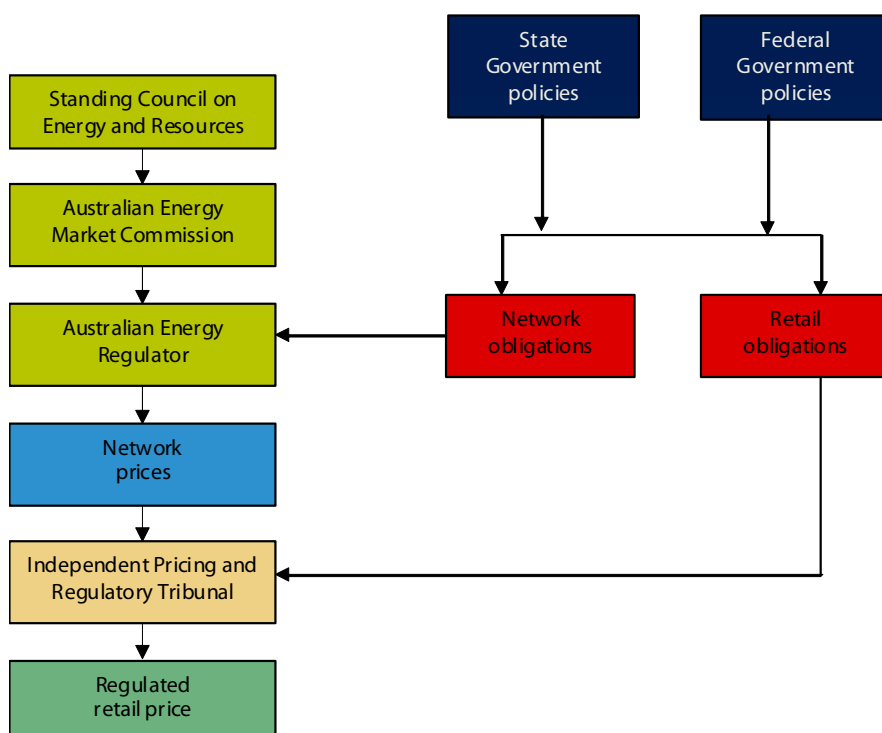 State
Government
policies
Federal
Government
policies
Standing Council on
Energy and Resources
Australian Energy
Market Commission
Australian Energy
Regulator
Network
obligations
Retail
obligations
Network
prices
Independent Pricing and
Regulatory Tribunal
Regulated
retail price